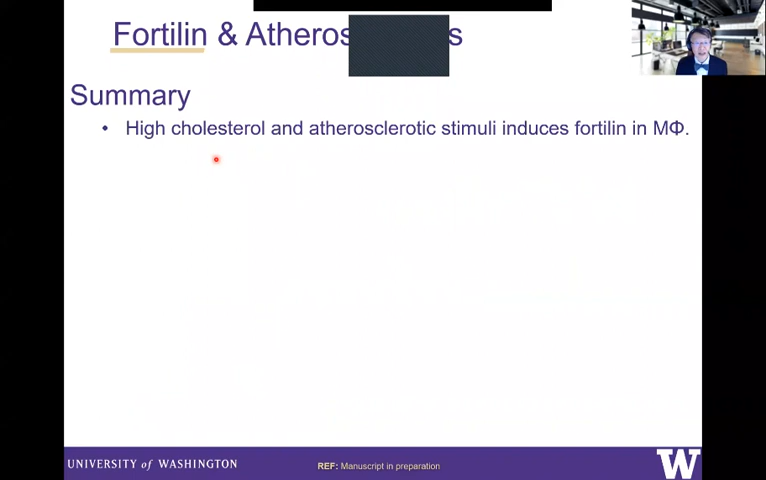 Fortilin & Atheros s
Summary
• High cholesterol and atherosclerotic stimuli induces fortilin in MΦ.
UNIVERSITY of WASHINGTON
REF: Manuscript in preparation
W